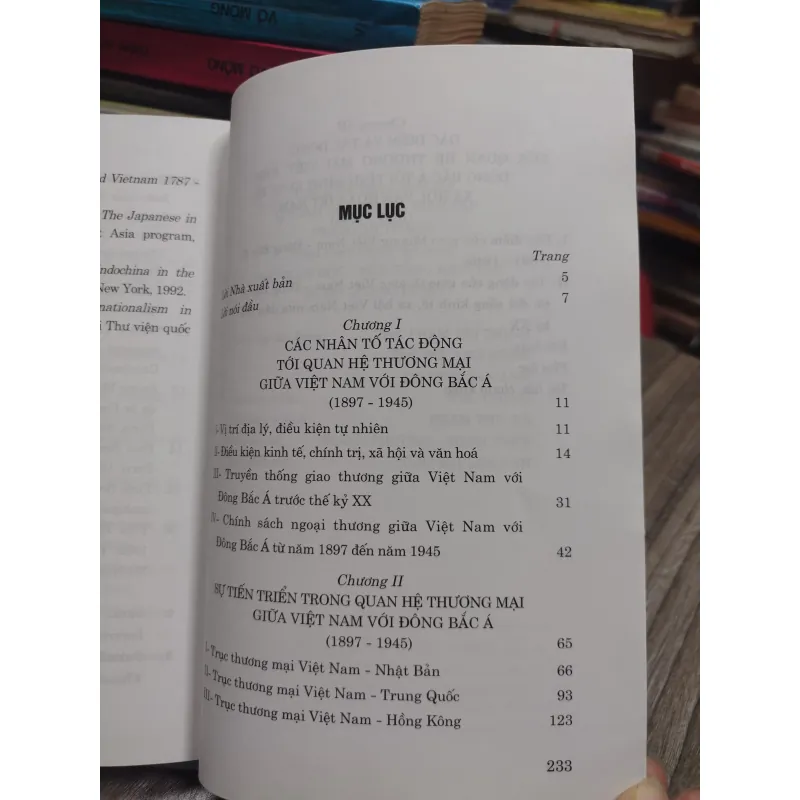 VỌ MỘNG
d Vietnam 1787 -
The Japanese in
Asia program,
ndochina in the
New York, 1992.
nationalism in
i Thư viện quốc
MỤC LỤC
Trang
Nhà xuất bản 5
nói đầu 7
Chương I
CÁC NHÂN TỐ TÁC ĐỘNG
TỚI QUAN HỆ THƯƠNG MẠI
GIỮA VIỆT NAM VỚI ĐÔNG BẮC Á
(1897 - 1945) 11
I- Vị trí địa lý, điều kiện tự nhiên 11
II- Điều kiện kinh tế, chính trị, xã hội và văn hoá 14
III- Truyền thống giao thương giữa Việt Nam với
Đông Bắc Á trước thế kỷ XX 31
IV- Chính sách ngoại thương giữa Việt Nam với
Đông Bắc Á từ năm 1897 đến năm 1945 42
Chương II
SỰ TIẾN TRIỂN TRONG QUAN HỆ THƯƠNG MẠI
GIỮA VIỆT NAM VỚI ĐÔNG BẮC Á
(1897 - 1945) 65
I- Trục thương mại Việt Nam - Nhật Bản 66
II- Trục thương mại Việt Nam - Trung Quốc 93
III- Trục thương mại Việt Nam - Hồng Kông 123
233